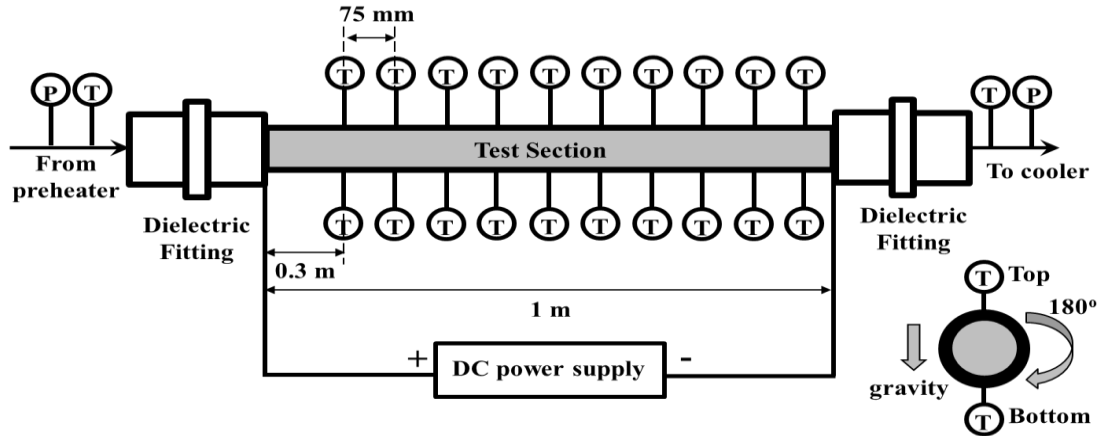 75 mm
T T T T T T T T T T
P T
T P
Test Section
From
preheater
To cooler
Dielectric
Fitting
Dielectric
Fitting
T T T T T T T T T T
0.3 m
1 m
+ DC power supply -
T Top
180°
gravity
T Bottom